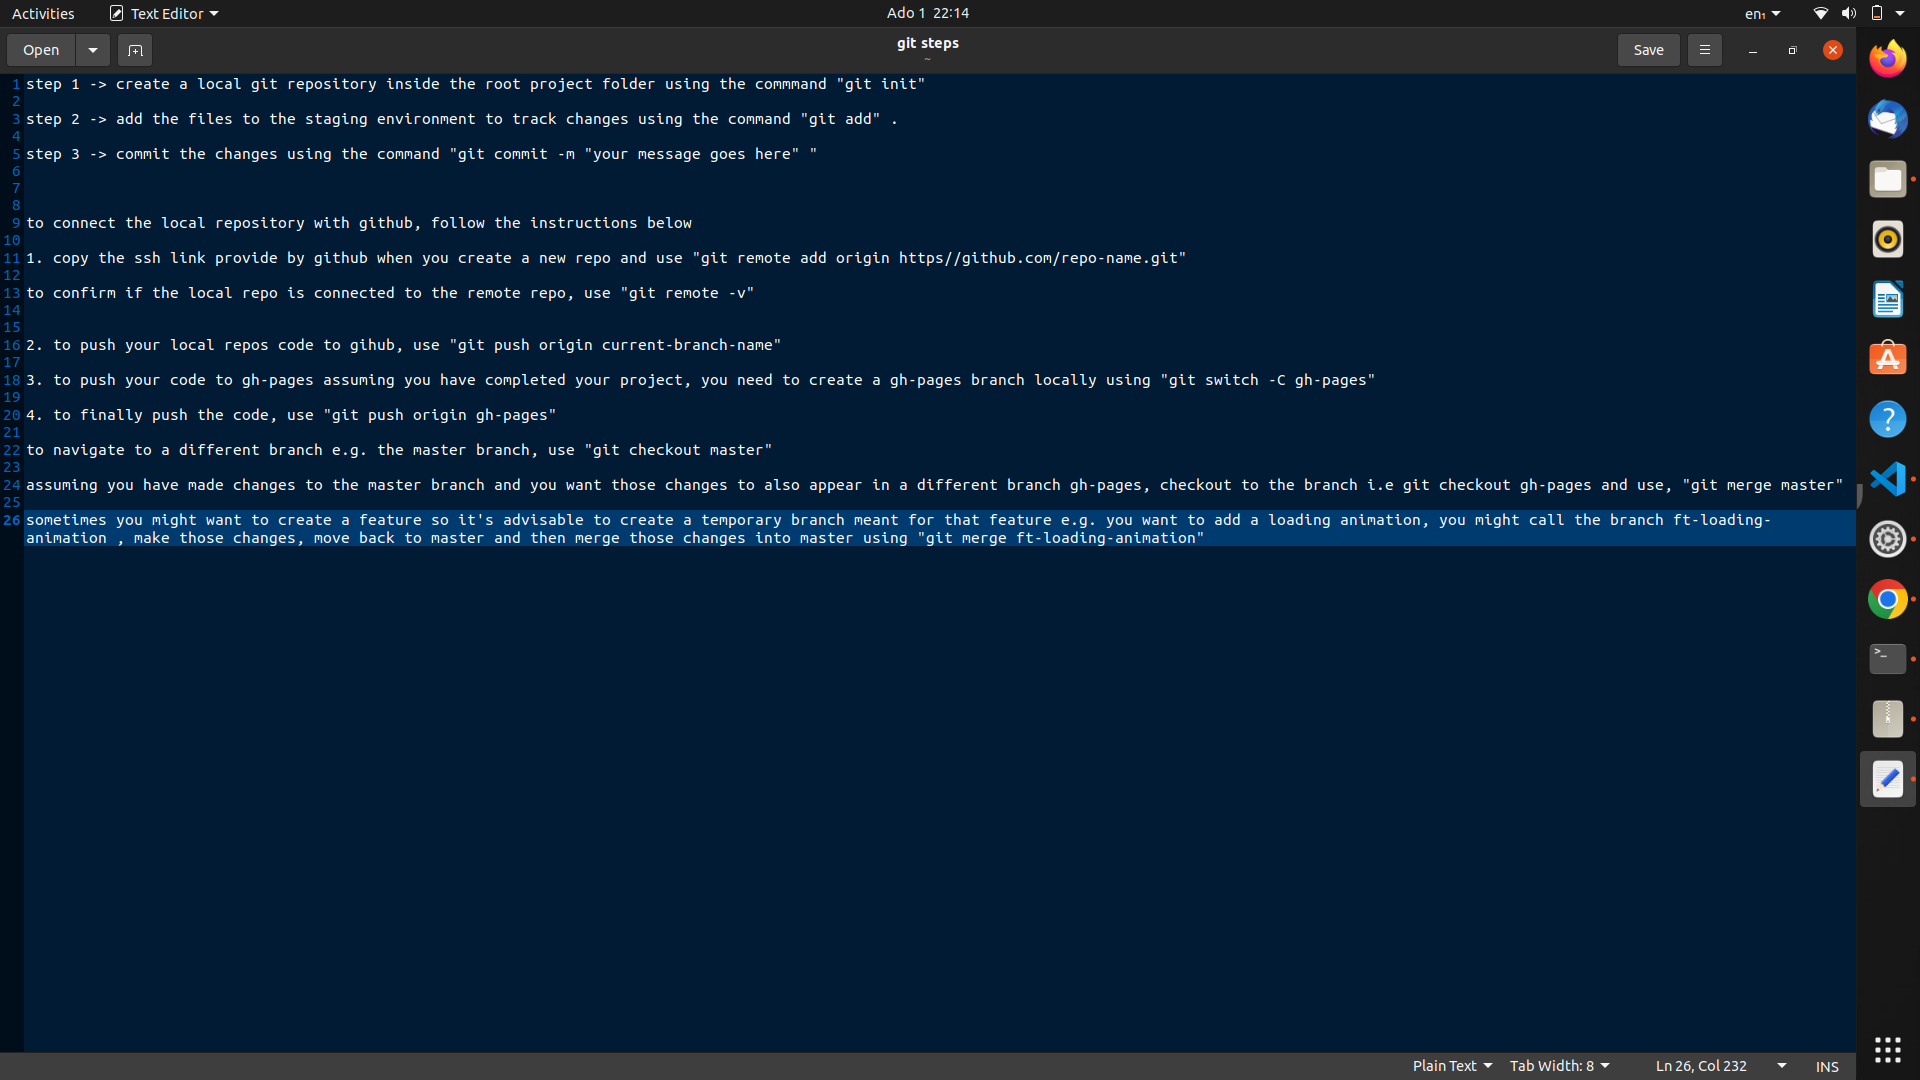 Activities
Text Editor
Ado 1 22:14
en₁
Open
git steps
~
Save
1 step 1 -> create a local git repository inside the root project folder using the commmand "git init"
2
3 step 2 -> add the files to the staging environment to track changes using the command "git add" .
4
5 step 3 -> commit the changes using the command "git commit -m "your message goes here" "
6
7
8
9 to connect the local repository with github, follow the instructions below
10
11 1. copy the ssh link provide by github when you create a new repo and use "git remote add origin https//github.com/repo-name.git"
12
13 to confirm if the local repo is connected to the remote repo, use "git remote -v"
14
15
16 2. to push your local repos code to gihub, use "git push origin current-branch-name"
17
18 3. to push your code to gh-pages assuming you have completed your project, you need to create a gh-pages branch locally using "git switch -C gh-pages"
19
20 4. to finally push the code, use "git push origin gh-pages"
21
22 to navigate to a different branch e.g. the master branch, use "git checkout master"
23
24 assuming you have made changes to the master branch and you want those changes to also appear in a different branch gh-pages, checkout to the branch i.e git checkout gh-pages and use, "git merge master"
25
26 sometimes you might want to create a feature so it's advisable to create a temporary branch meant for that feature e.g. you want to add a loading animation, you might call the branch ft-loading-
animation , make those changes, move back to master and then merge those changes into master using "git merge ft-loading-animation"
Plain Text
Tab Width: 8
Ln 26, Col 232
INS